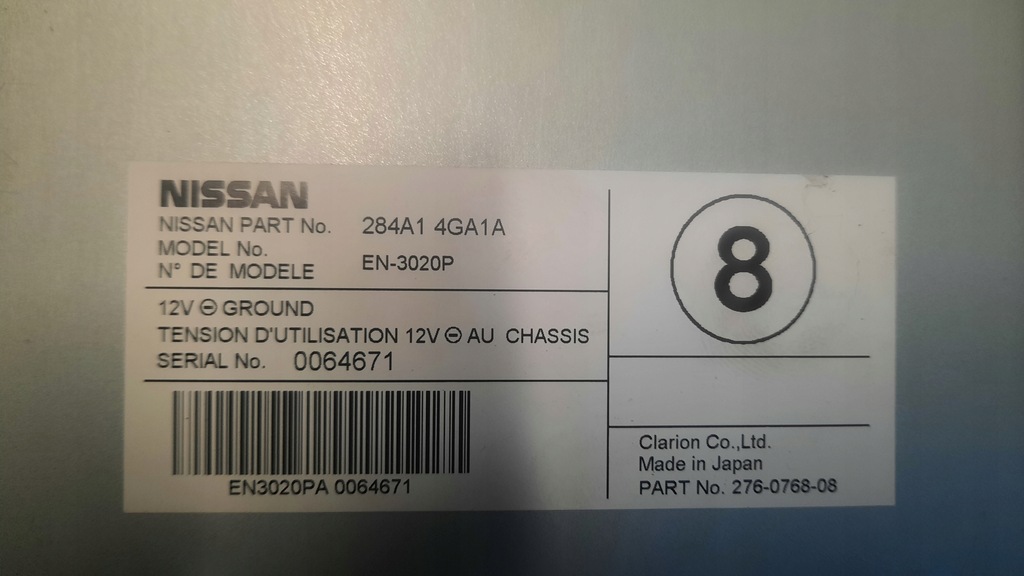 NISSAN
NISSAN PART No. 284A1 4GA1A
MODEL No.
N° DE MODELE EN-3020P
12V ⊖ GROUND
TENSION D'UTILISATION 12V ⊖ AU CHASSIS
SERIAL No. 0064671
EN3020PA 0064671
8
Clarion Co.,Ltd.
Made in Japan
PART No. 276-0768-08